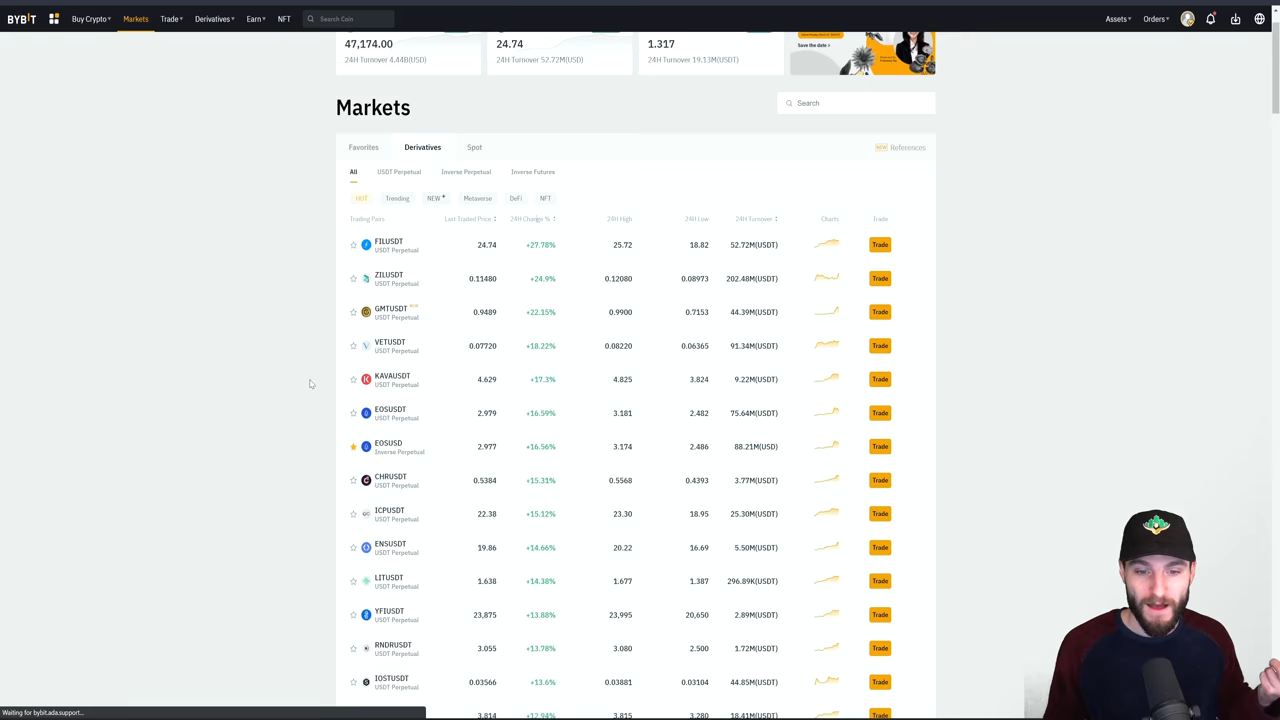 BYBIT Buy Crypto Markets Trade Derivatives Earn NFT Search Coin Assets Orders
47,174.00 24.74 1.317
24H Turnover 4.44B(USD) 24H Turnover 52.72M(USDT) 24H Turnover 19.13M(USDT)
Save the date >
Markets Search
Favorites Derivatives Spot NEW References
All USDT Perpetual Inverse Perpetual Inverse Futures
HOT Trending NEW Metaverse DeFi NFT
Trading Pairs Last Traded Price 24H Change % 24H High 24H Low 24H Turnover Charts Trade
FILUSDT
USDT Perpetual 24.74 +27.78% 25.72 18.82 52.72M(USDT) Trade
ZILUSDT
USDT Perpetual 0.11480 +24.9% 0.12080 0.08973 202.48M(USDT) Trade
GMTUSDT NEW
USDT Perpetual 0.9489 +22.15% 0.9900 0.7153 44.39M(USDT) Trade
VETUSDT
USDT Perpetual 0.07720 +18.22% 0.08220 0.06365 91.34M(USDT) Trade
KAVAUSDT
USDT Perpetual 4.629 +17.3% 4.825 3.824 9.22M(USDT) Trade
EOSUSDT
USDT Perpetual 2.979 +16.59% 3.181 2.482 75.64M(USDT) Trade
EOSUSD
Inverse Perpetual 2.977 +16.56% 3.174 2.486 88.21M(USD) Trade
CHRUSDT
USDT Perpetual 0.5384 +15.31% 0.5568 0.4393 3.77M(USDT) Trade
ICPUSDT
USDT Perpetual 22.38 +15.12% 23.30 18.95 25.30M(USDT) Trade
ENSUSDT
USDT Perpetual 19.86 +14.66% 20.22 16.69 5.50M(USDT) Trade
LITUSDT
USDT Perpetual 1.638 +14.38% 1.677 1.387 296.89K(USDT) Trade
YFIUSDT
USDT Perpetual 23,875 +13.88% 23,995 20,650 2.89M(USDT) Trade
RNDRUSDT
USDT Perpetual 3.055 +13.78% 3.080 2.500 1.72M(USDT) Trade
IOSTUSDT
USDT Perpetual 0.03566 +13.6% 0.03881 0.03104 44.85M(USDT) Trade
3.814 +12.94% 3.815 3.280 18.41M(USDT) Trade
Waiting for bybit.ada.support...